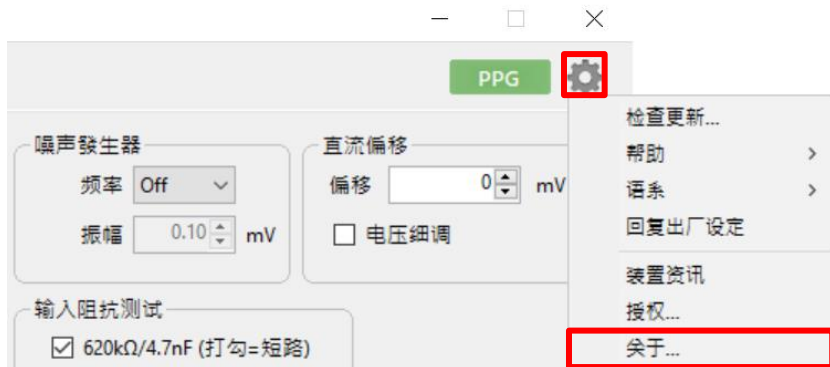 PPG
检查更新...
帮助
语系
回复出厂设定
装置资讯
授权...
关于...
噪声發生器
频率 Off
振幅 0.10 mV
直流偏移
偏移 0 mV
电压细调
输入阻抗测试
620kΩ/4.7nF (打勾=短路)